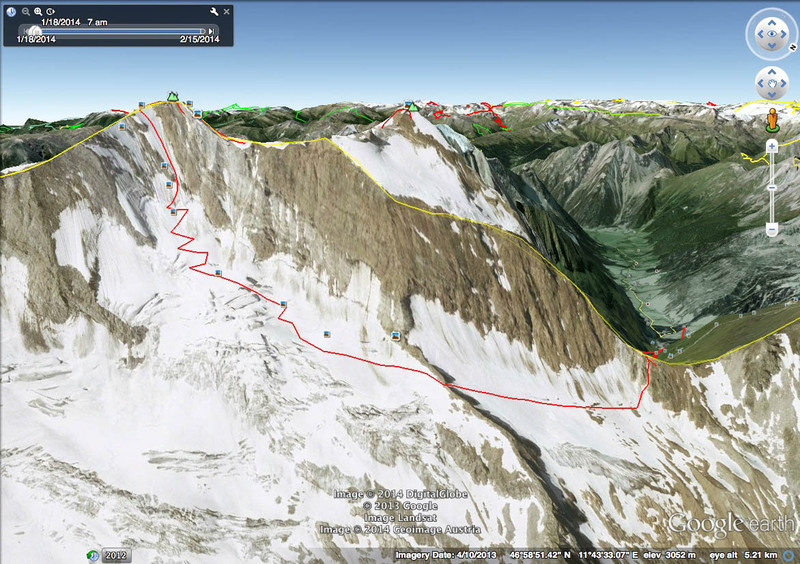 1/18/2014   7 am
1/18/2014
2/15/2014
N
Image © 2014 DigitalGlobe
© 2013 Google
Image Landsat
Image © 2014 Geoimage Austria
Google earth
2012
Imagery Date: 4/10/2013   46°58'51.42" N   11°43'33.07" E   elev 3052 m   eye alt   5.21 km